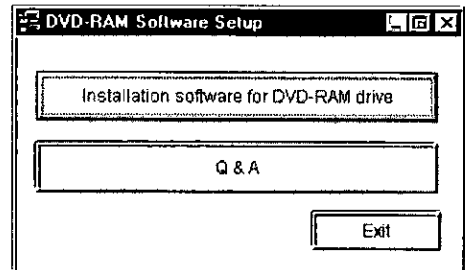 DVD-RAM Software Setup
Installation software for DVD-RAM drive
Q & A
Exit